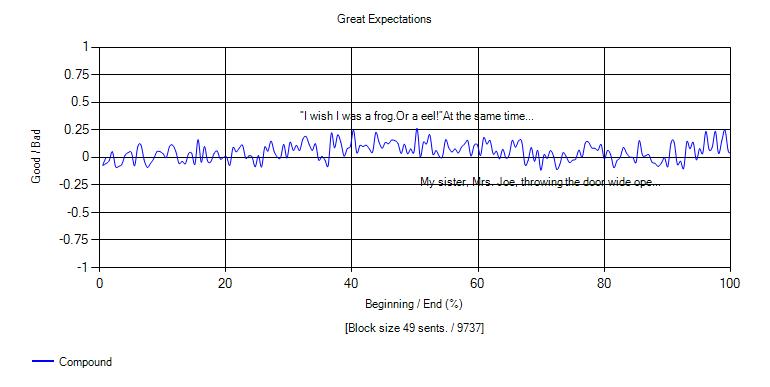 Great Expectations
1
0.75
"I wish I was a frog.Or a eel!"At the same time...
0.5
0.25
0
My sister, Mrs. Joe, throwing the door wide ope...
-0.25
-0.5
-0.75
-1
Good / Bad
0 20 40 60 80 100
Beginning / End (%)
[Block size 49 sents. / 9737]
Compound